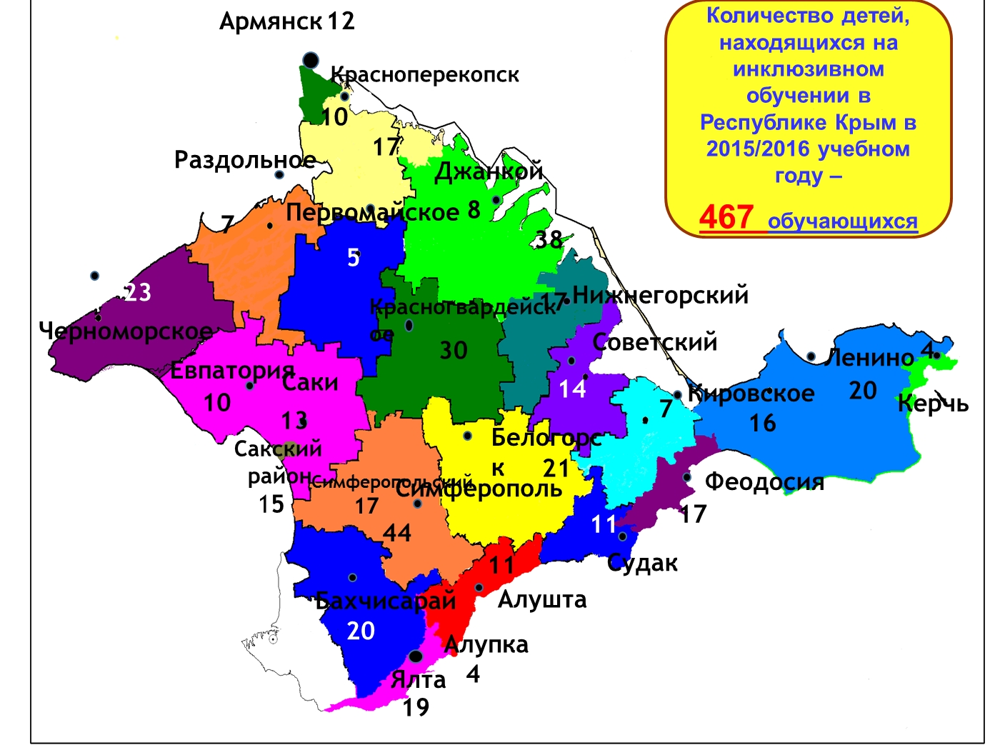 Армянск 12
Количество детей,
находящихся на
инклюзивном
обучении в
Республике Крым в
2015/2016 учебном
году –
467 обучающихся
Красноперекопск
10
17
Раздольное
Джанкой
7
Первомайское 8
38
5
23
17 Нижнегорский
Красногвардейск
ое
Черноморское
Советский
30
Ленино 4
Евпатория
Саки
14
20
10
Кировское
7
Керчь
13
16
Сакский
район
15
Белогорс
к 21
Симферопольский
Симферополь
17
Феодосия
17
44
11
11
Судак
Бахчисарай
Алушта
20
Алупка
4
Ялта
19